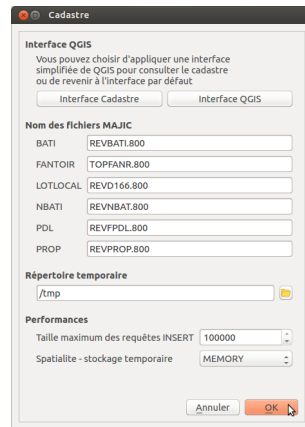 Cadastre
Interface QGIS
Vous pouvez choisir d'appliquer une interface
simplifiée de QGIS pour consulter le cadastre
ou de revenir à l'interface par défaut
Interface Cadastre Interface QGIS
Nom des fichiers MAJIC
BATI REVBATI.800
FANTOIR TOPFANR.800
LOTLOCAL REVD166.800
NBATI REVNBAT.800
PDL REVFPDL.800
PROP REVPROP.800
Répertoire temporaire
/tmp
Performances
Taille maximum des requêtes INSERT 100000
Spatialite - stockage temporaire MEMORY
Annuler OK